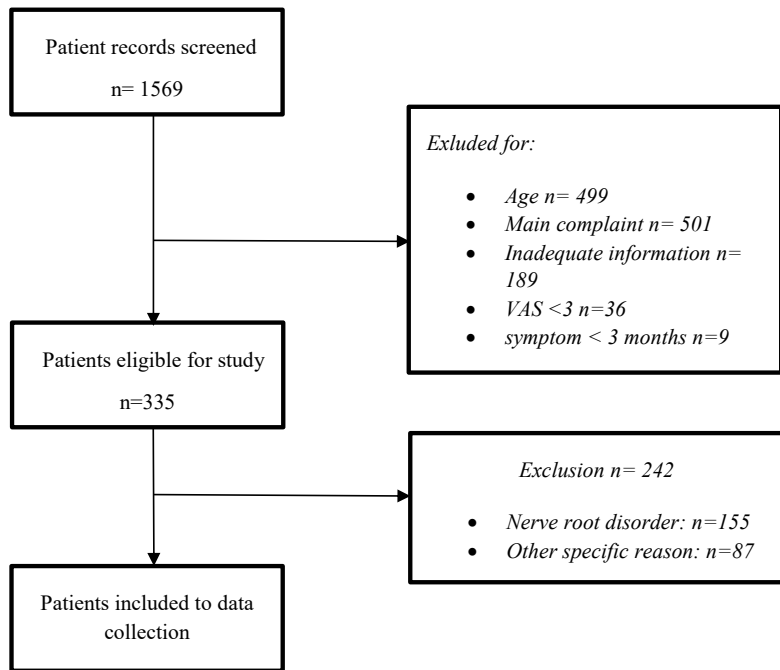 Patient records screened
n= 1569
Exluded for:
• Age n= 499
• Main complaint n= 501
• Inadequate information n=
189
• VAS <3 n=36
• symptom < 3 months n=9
Patients eligible for study
n=335
Exclusion n= 242
• Nerve root disorder: n=155
• Other specific reason: n=87
Patients included to data
collection